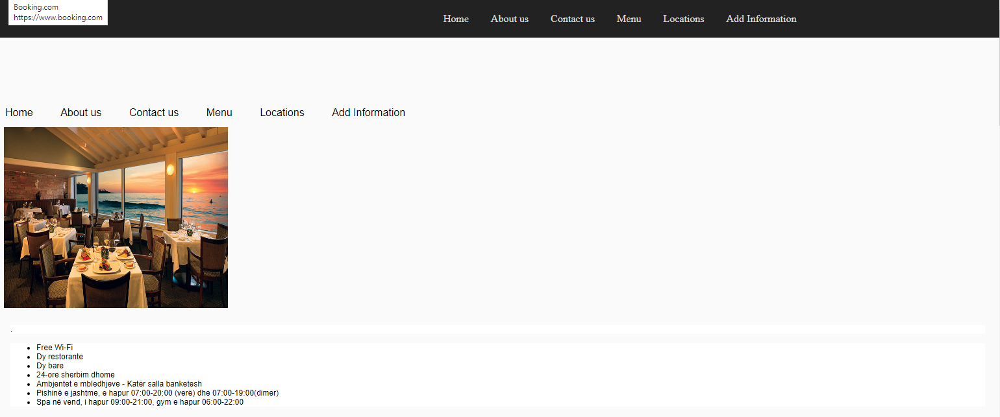 Booking.com
https://www.booking.com
Home About us Contact us Menu Locations Add Information
Home About us Contact us Menu Locations Add Information
.
Free Wi-Fi
Dy restorante
Dy bare
24-ore sherbim dhome
Ambjentet e mbledhjeve - Katër salla banketesh
Pishinë e jashtme, e hapur 07:00-20:00 (verë) dhe 07:00-19:00(dimer)
Spa në vend, i hapur 09:00-21:00, gym e hapur 06:00-22:00